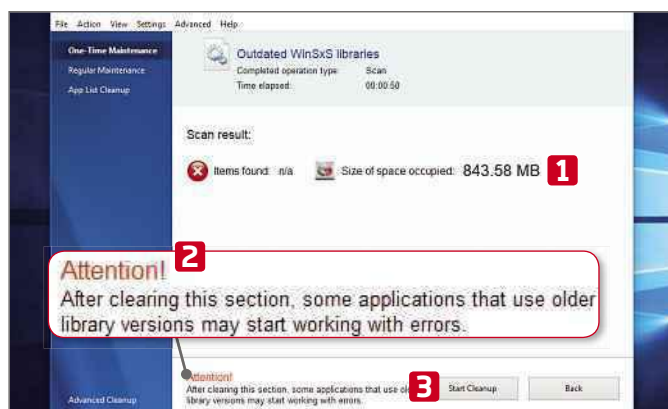 File Action View Settings Advanced Help
One-Time Maintenance
Regular Maintenance
App List Cleanup
Outdated WinSxS libraries
Completed operation type: Scan
Time elapsed: 00:00:50
Scan result:
Items found: n/a Size of space occupied: 843.58 MB 1
2
Attention!
After clearing this section, some applications that use older
library versions may start working with errors.
Attention!
After clearing this section, some applications that use
library versions may start working with errors.
3
Start Cleanup Back
Advanced Cleanup